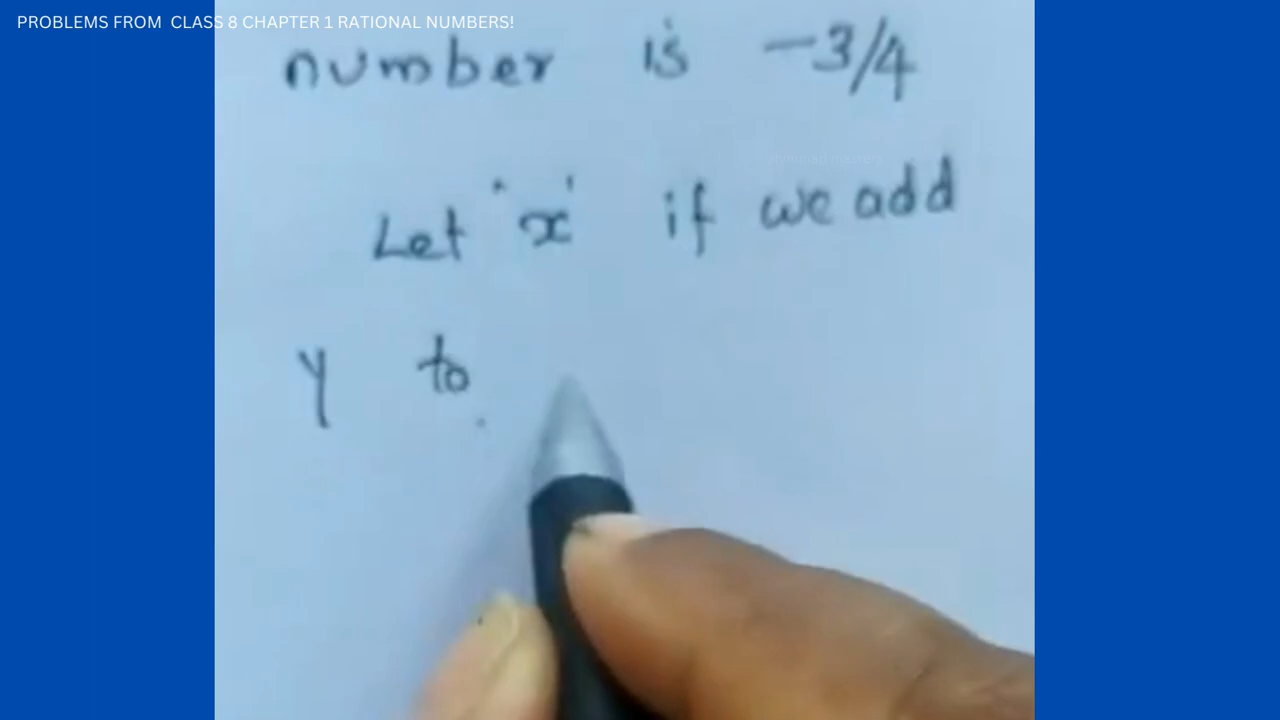 PROBLEMS FROM CLASS 8 CHAPTER 1 RATIONAL NUMBERS!
number is -3/4
Let 'x' if we add
y to